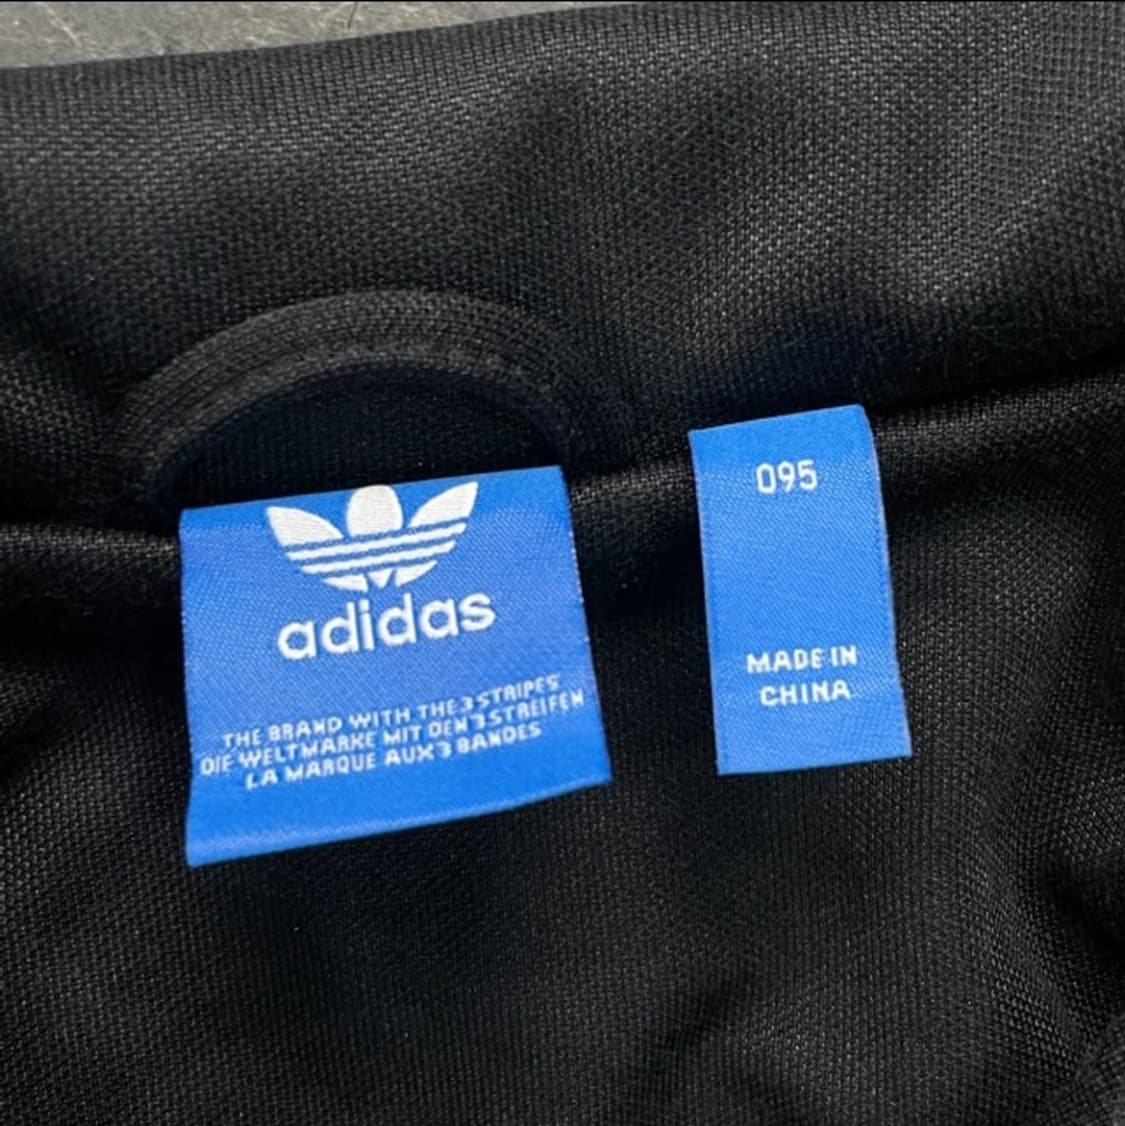 adidas
THE BRAND WITH THE 3 STRIPES
DIE WELTMARKE MIT DEN 3 STREIFEN
LA MARQUE AUX 3 BANDES
095
MADE IN
CHINA